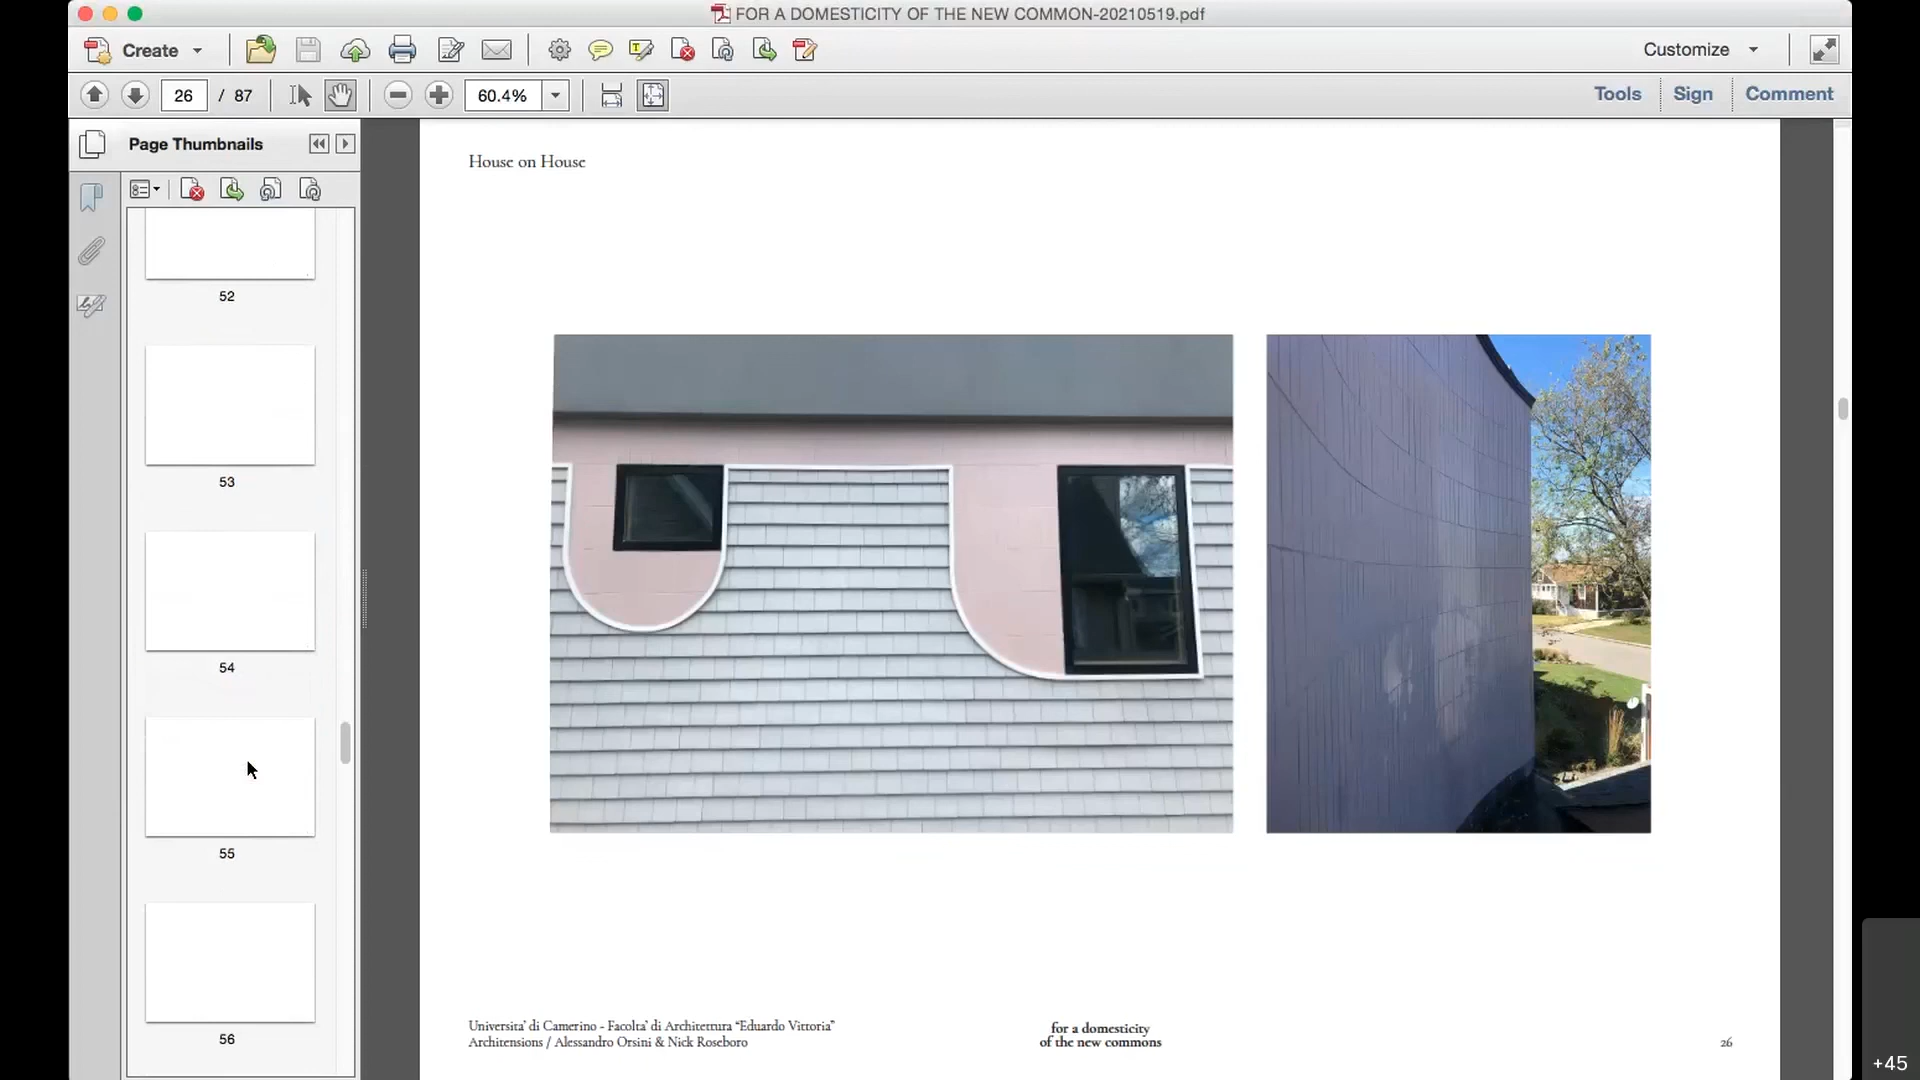 FOR A DOMESTICITY OF THE NEW COMMON-20210519.pdf
Create
Customize
26 / 87
60.4%
Tools
Sign
Comment
Page Thumbnails
52
53
54
55
56
House on House
Universita' di Camerino - Facolta' di Architettura “Eduardo Vittoria”
Architensions / Alessandro Orsini & Nick Roseboro
for a domesticity
of the new commons
26
+45